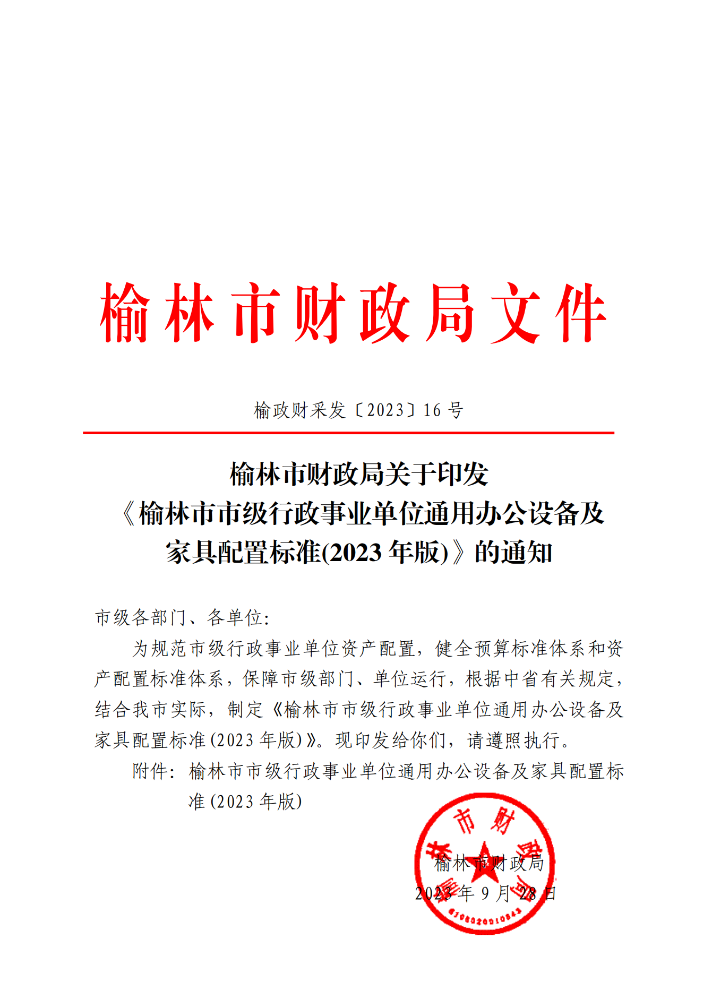 榆林市财政局文件
榆政财采发〔2023〕16 号
榆林市财政局关于印发
《榆林市市级行政事业单位通用办公设备及
家具配置标准(2023 年版)》的通知
市级各部门、各单位：
为规范市级行政事业单位资产配置，健全预算标准体系和资
产配置标准体系，保障市级部门、单位运行，根据中省有关规定，
结合我市实际，制定《榆林市市级行政事业单位通用办公设备及
家具配置标准(2023 年版)》。现印发给你们，请遵照执行。
附件：榆林市市级行政事业单位通用办公设备及家具配置标
准(2023 年版)
榆林市财政局
榆林市财政局
2023 年 9 月 28 日